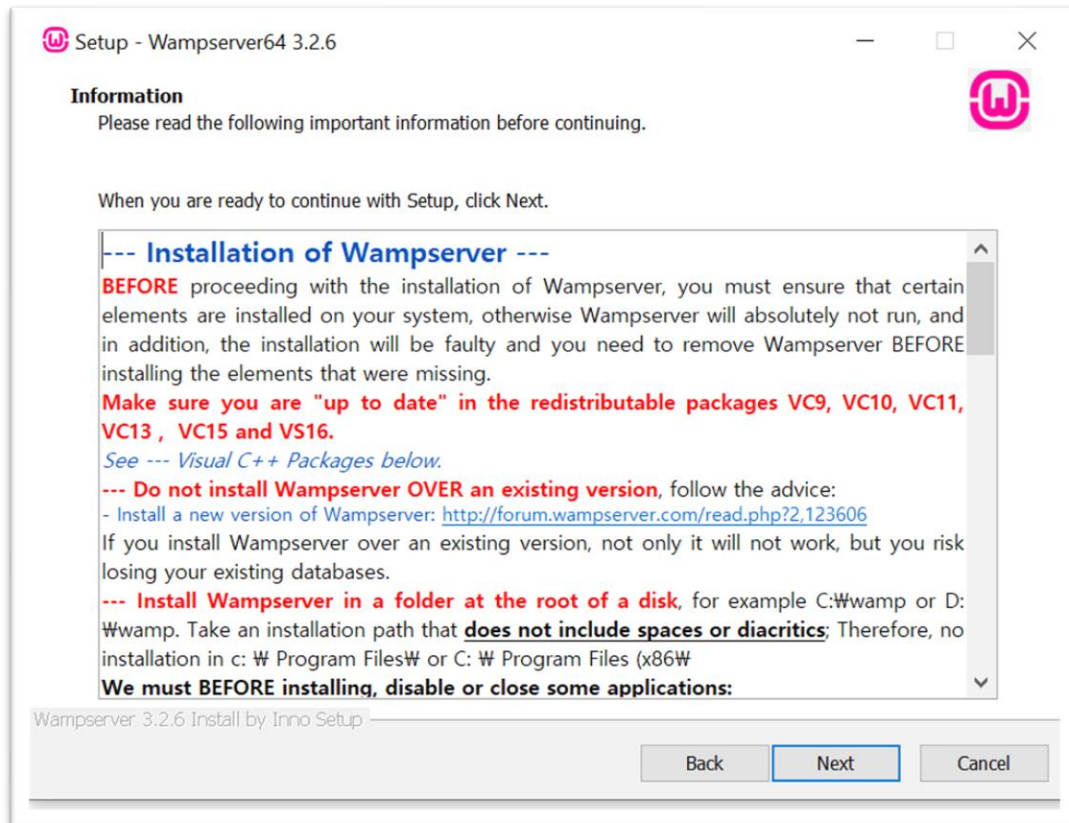 Setup - Wampserver64 3.2.6
Information
Please read the following important information before continuing.
When you are ready to continue with Setup, click Next.
--- Installation of Wampserver ---
BEFORE proceeding with the installation of Wampserver, you must ensure that certain
elements are installed on your system, otherwise Wampserver will absolutely not run, and
in addition, the installation will be faulty and you need to remove Wampserver BEFORE
installing the elements that were missing.
Make sure you are "up to date" in the redistributable packages VC9, VC10, VC11,
VC13 , VC15 and VS16.
See --- Visual C++ Packages below.
--- Do not install Wampserver OVER an existing version, follow the advice:
- Install a new version of Wampserver: http://forum.wampserver.com/read.php?2,123606
If you install Wampserver over an existing version, not only it will not work, but you risk
losing your existing databases.
--- Install Wampserver in a folder at the root of a disk, for example C:₩wamp or D:
₩wamp. Take an installation path that does not include spaces or diacritics; Therefore, no
installation in c: ₩ Program Files₩ or C: ₩ Program Files (x86₩
We must BEFORE installing, disable or close some applications:
Wampserver 3.2.6 Install by Inno Setup
Back
Next
Cancel